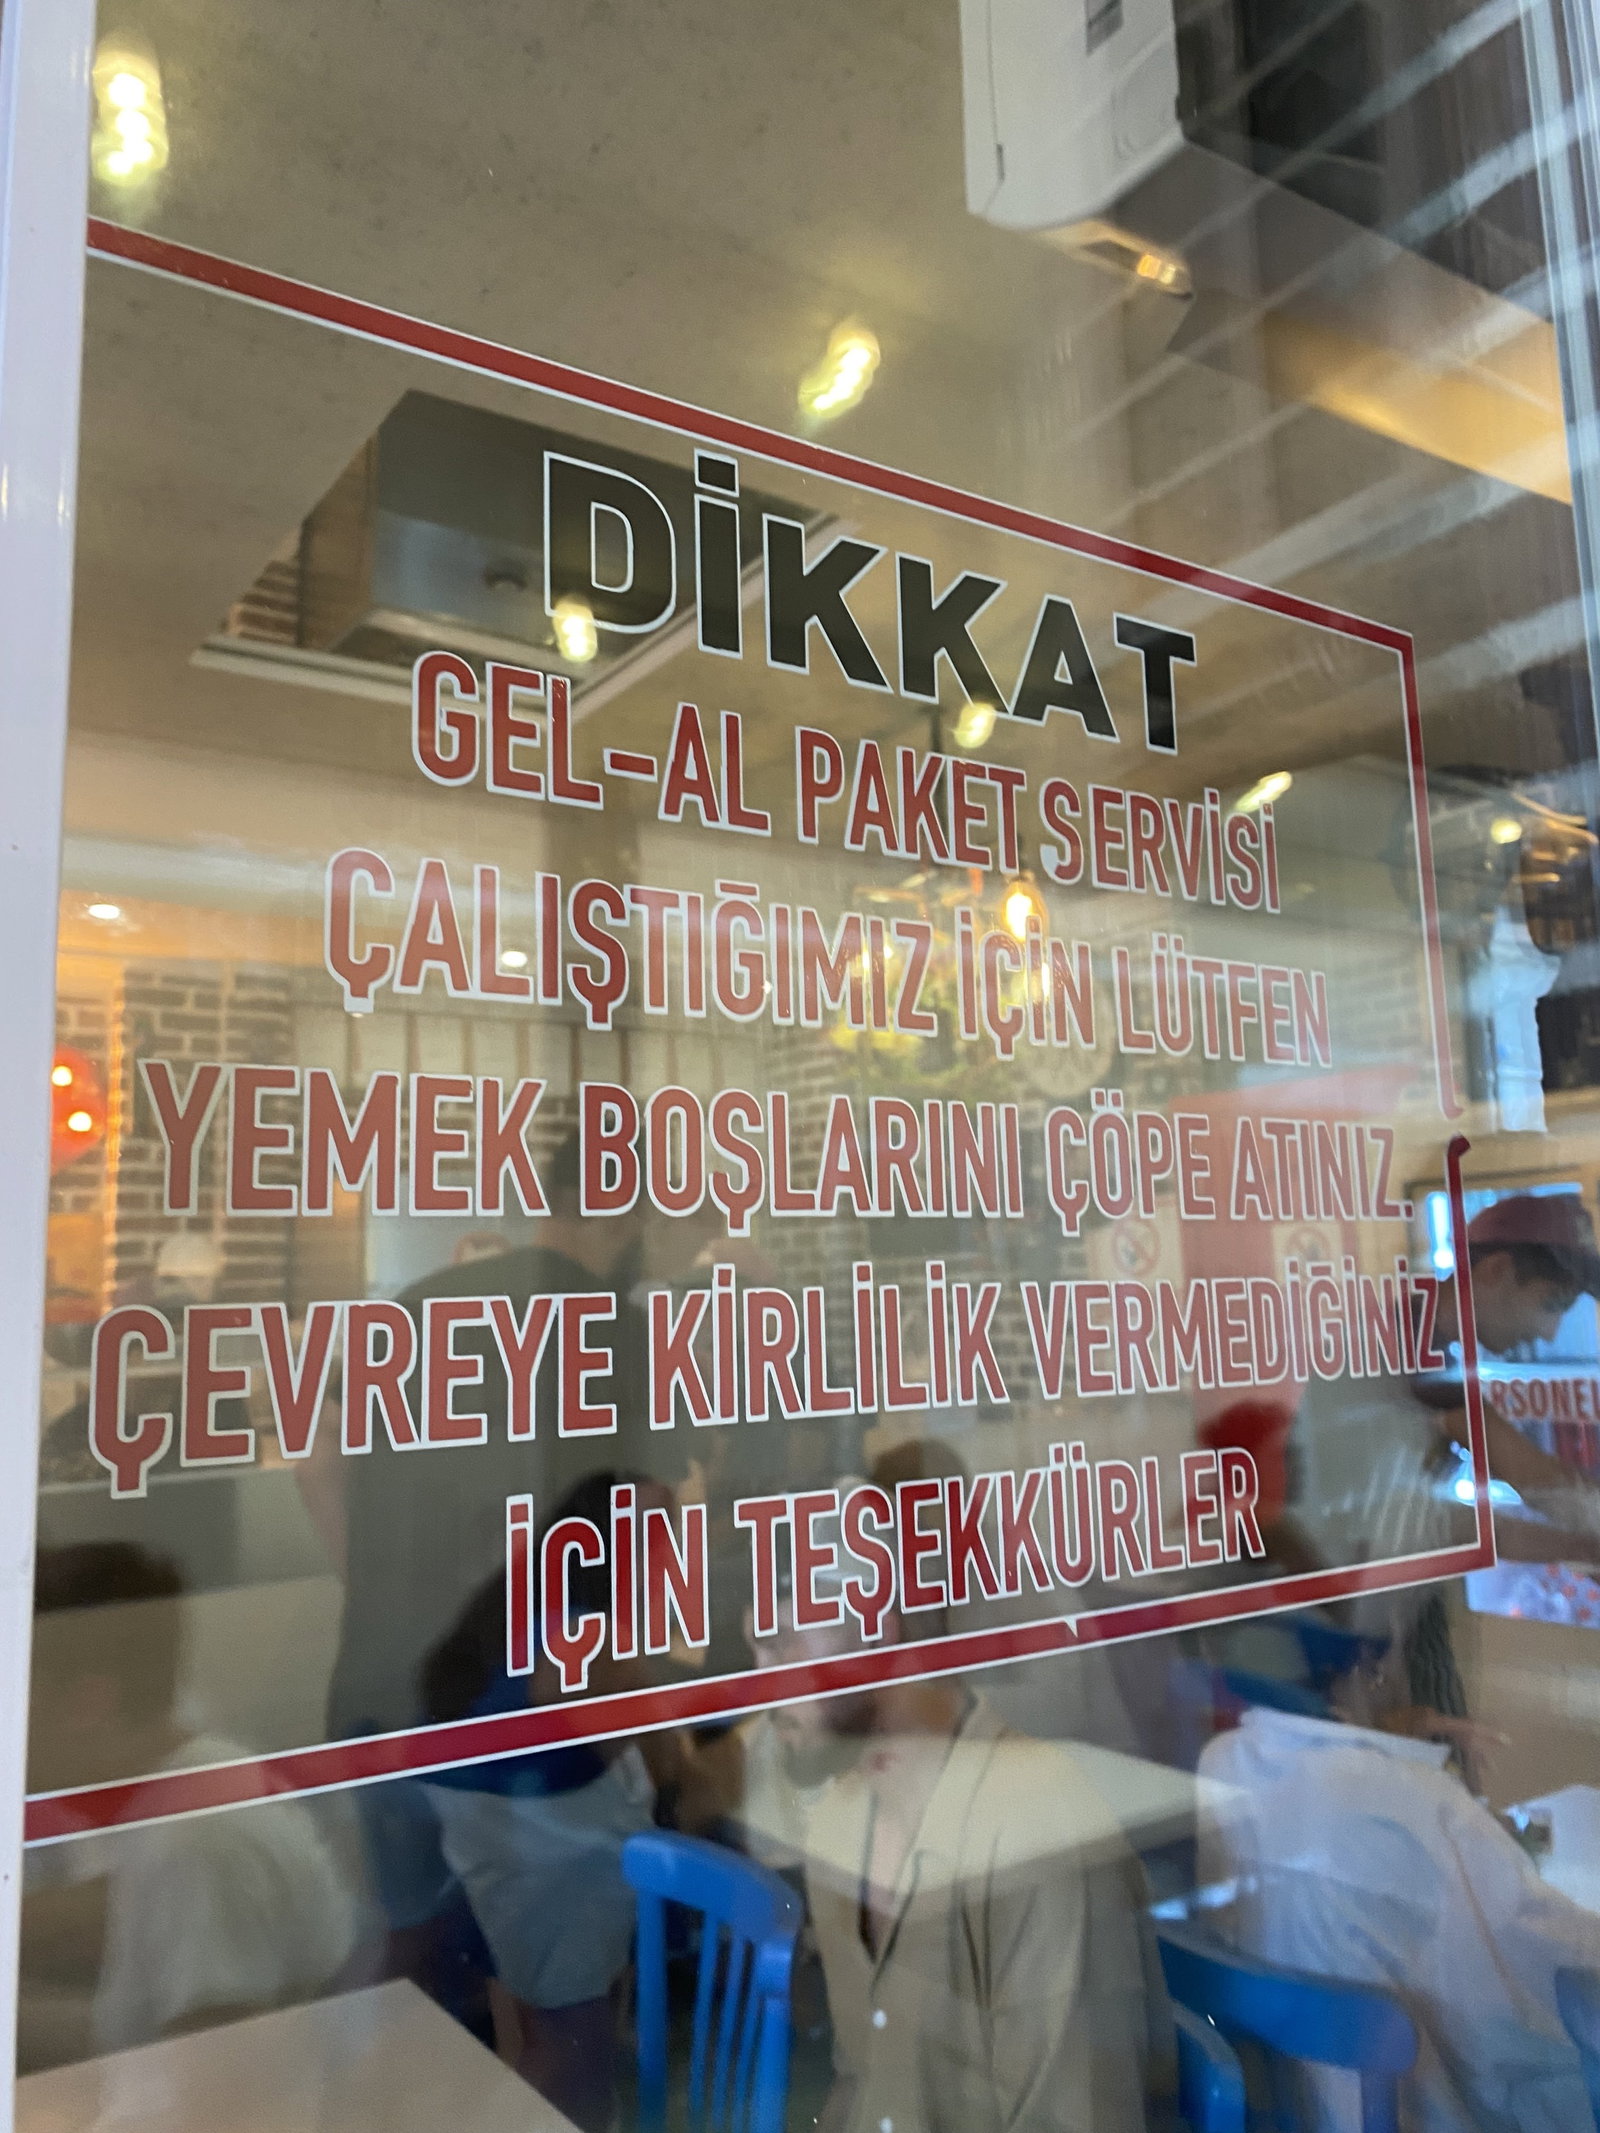 DİKKAT
GEL-AL PAKET SERVİSİ
ÇALIŞTIĞIMIZ İÇİN LÜTFEN
YEMEK BOŞLARINI ÇÖPE ATINIZ.
ÇEVREYE KİRLİLİK VERMEDİĞİNİZ
İÇİN TEŞEKKÜRLER
RSONEL